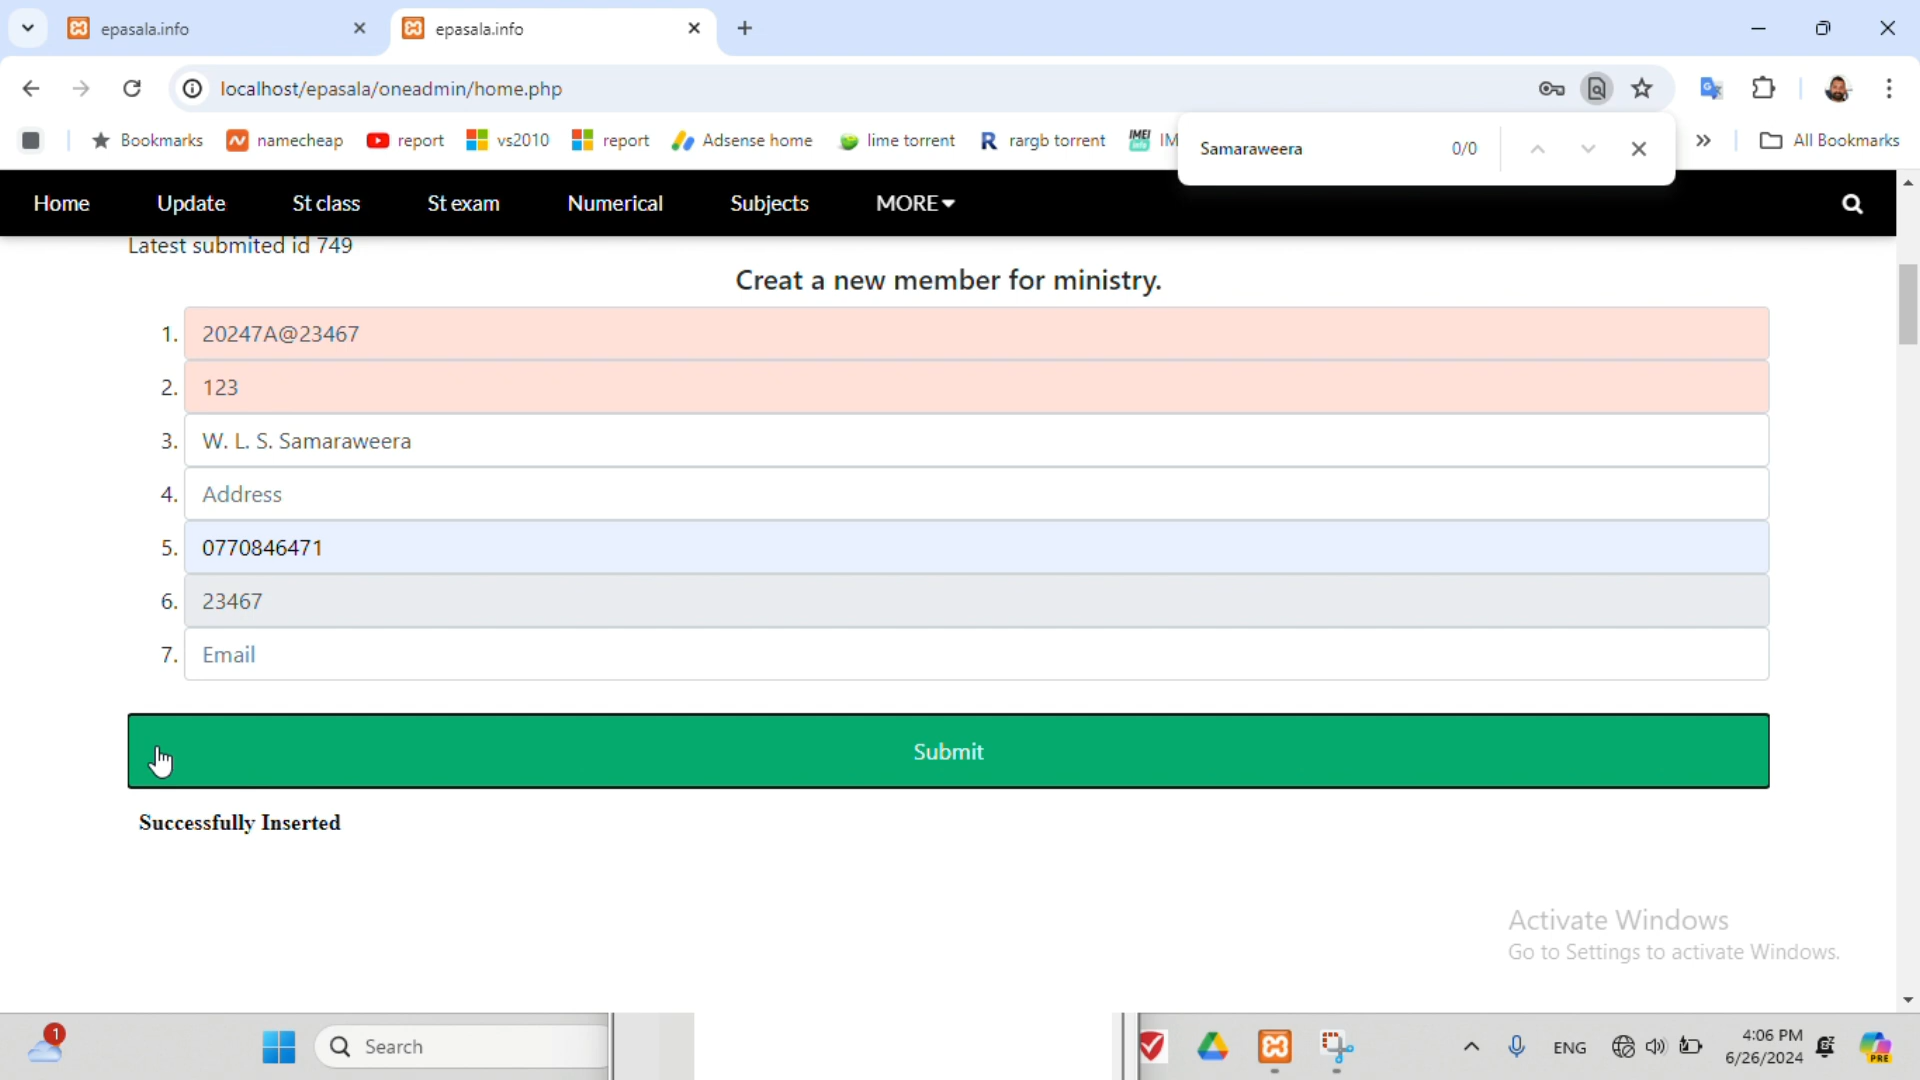 epasala.info
epasala.info
localhost/epasala/oneadmin/home.php
Bookmarks namecheap report vs2010 report Adsense home lime torrent rargb torrent IMEI info IM All Bookmarks
Samaraweera 0/0
Home Update St class St exam Numerical Subjects MORE
Latest submited id 749
Creat a new member for ministry.
1. 20247A@23467
2. 123
3. W. L. S. Samaraweera
4. Address
5. 0770846471
6. 23467
7. Email
Submit
Successfully Inserted
Activate Windows
Go to Settings to activate Windows.
1 Search ENG 4:06 PM
6/26/2024 PRE